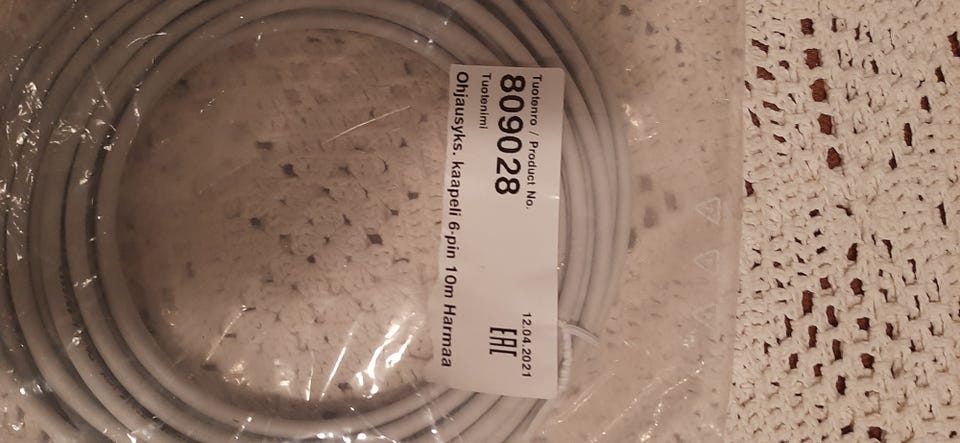 Tuotenro / Product No.
809028
12.04.2021
Tuotenimi
EAC
Ohjausyks. kaapeli 6-pin 10m Harmaa